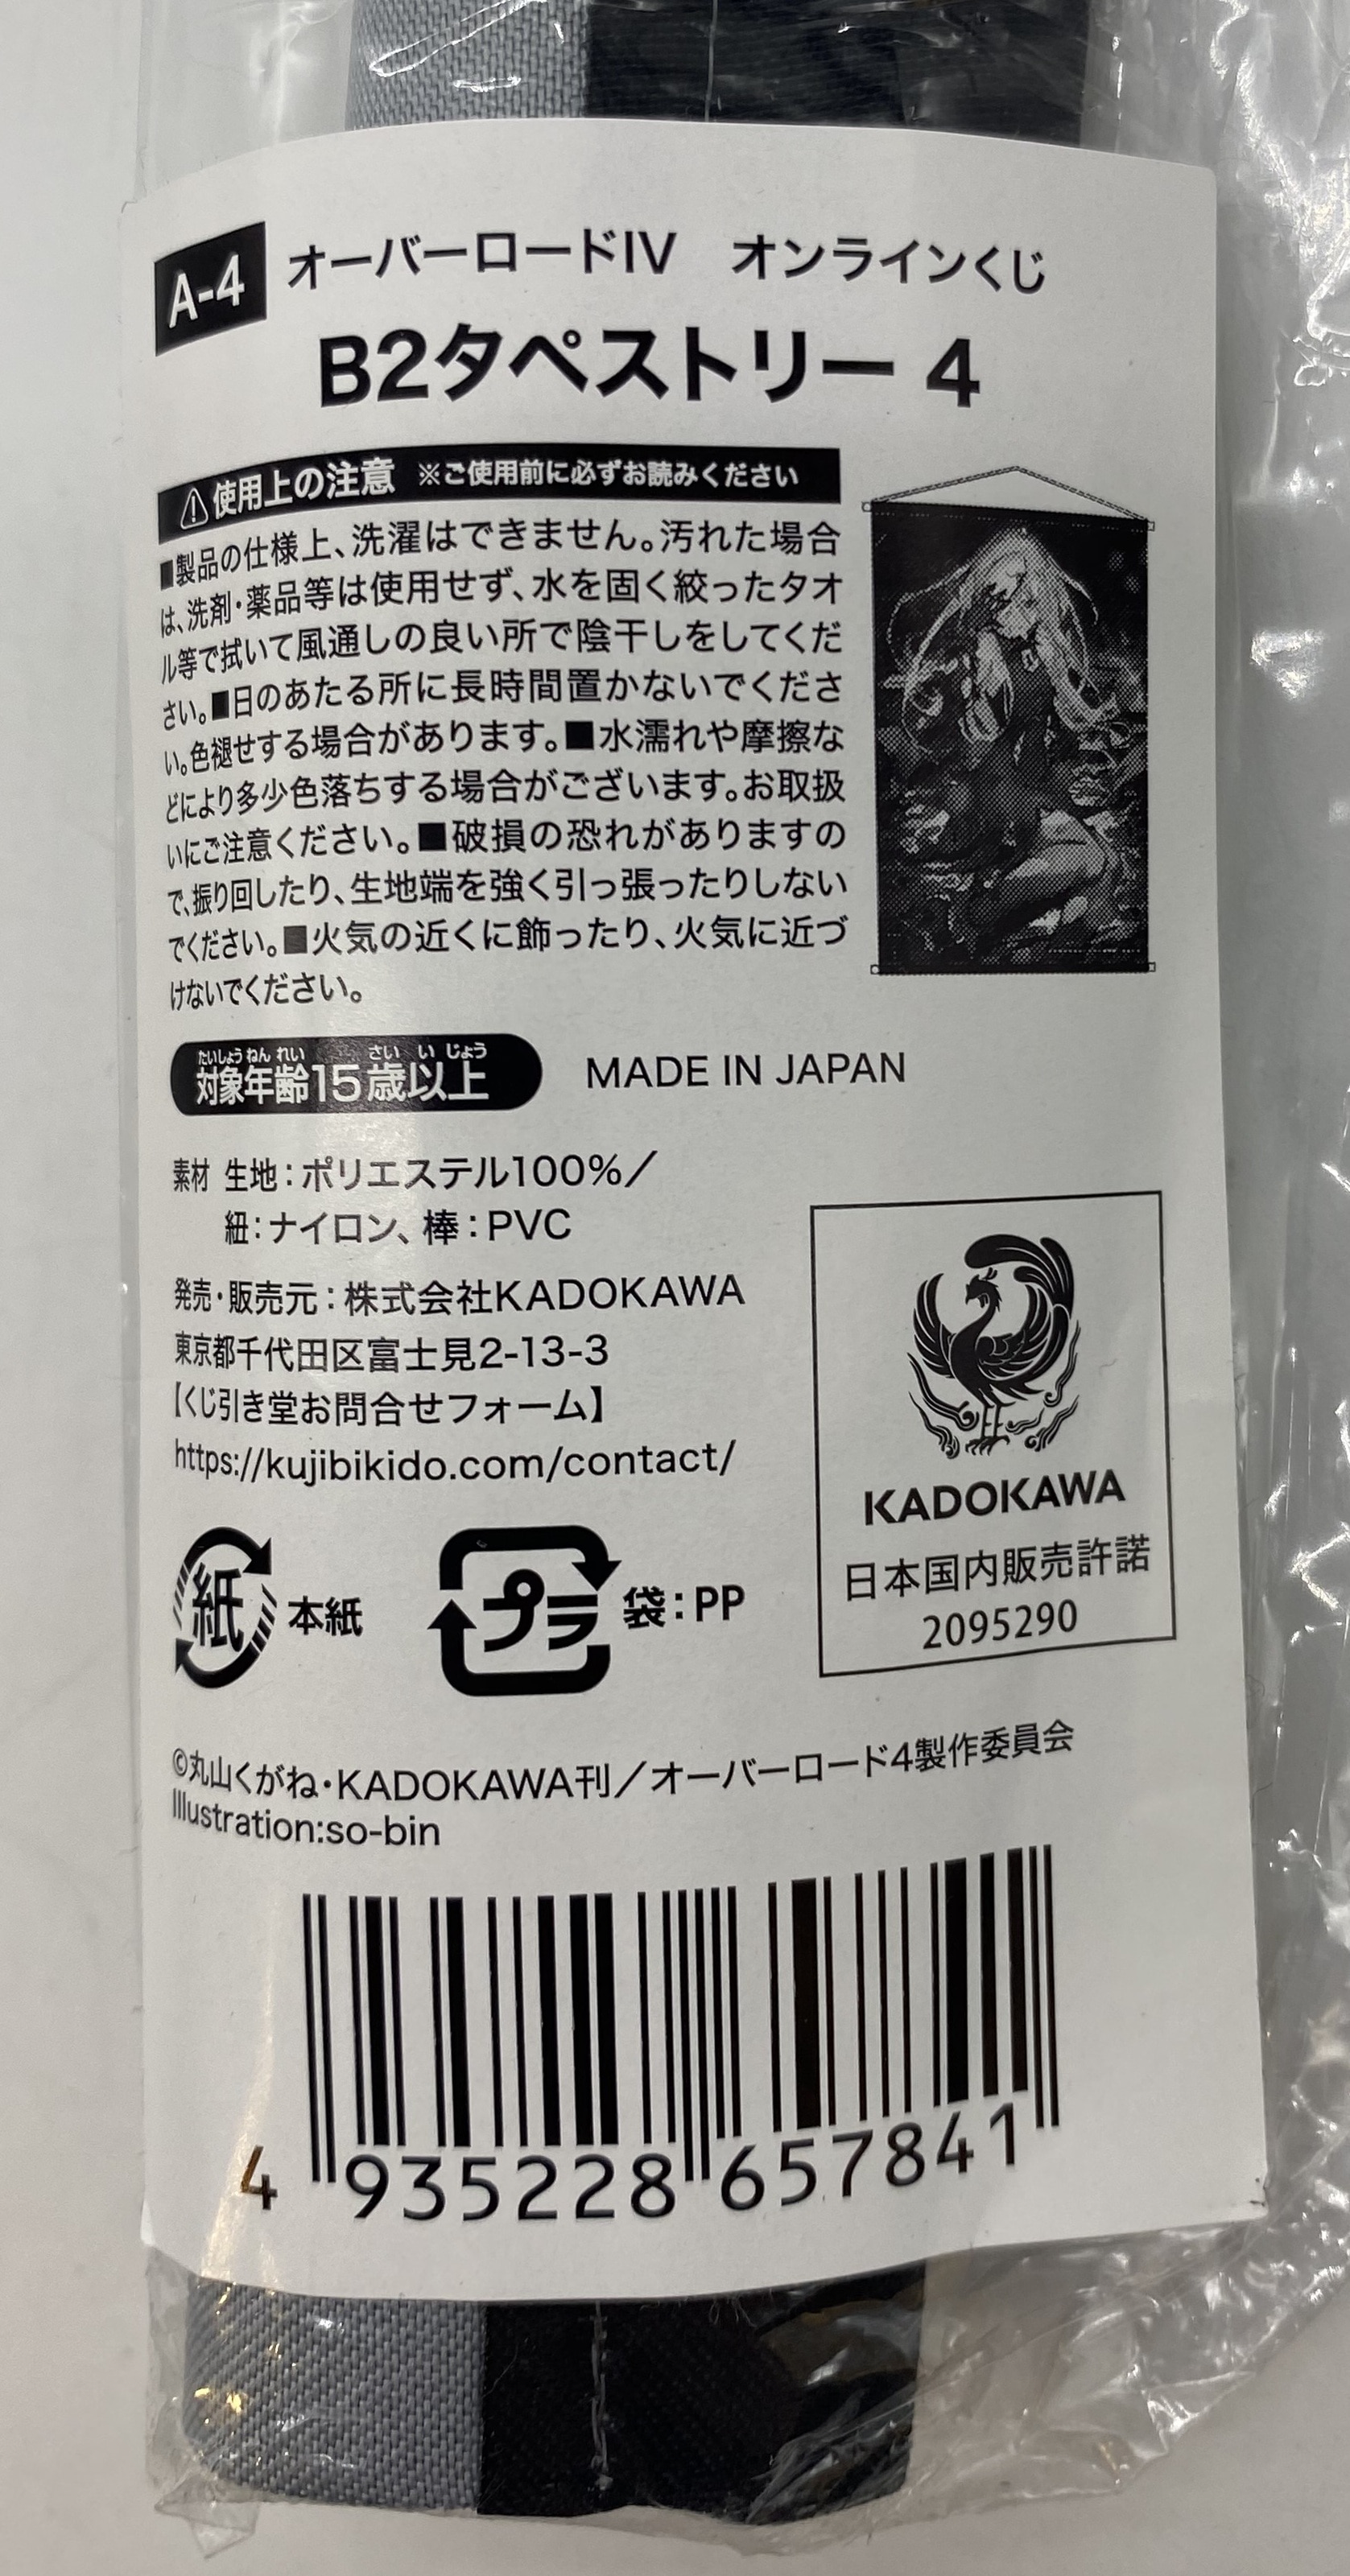 A-4 オーバーロードIV オンラインくじ
B2タペストリー 4
⚠使用上の注意 ※ご使用前に必ずお読みください
■製品の仕様上、洗濯はできません。汚れた場合
は、洗剤・薬品等は使用せず、水を固く絞ったタオ
ル等で拭いて風通しの良い所で陰干しをしてくだ
さい。■日のあたる所に長時間置かないでくださ
い。色褪せする場合があります。■水濡れや摩擦な
どにより多少色落ちする場合がございます。お取扱
いにご注意ください。■破損の恐れがありますの
で、振り回したり、生地端を強く引っ張ったりしない
でください。■火気の近くに飾ったり、火気に近づ
けないでください。
たいしょうねんれい さいいじょう
対象年齢15歳以上 MADE IN JAPAN
素材 生地：ポリエステル100%／
紐：ナイロン、棒：PVC
発売・販売元：株式会社KADOKAWA
東京都千代田区富士見2-13-3
【くじ引き堂お問合せフォーム】
https://kujibikido.com/contact/
紙 本紙 プラ 袋：PP
KADOKAWA
日本国内販売許諾
2095290
©丸山くがね・KADOKAWA刊／オーバーロード4製作委員会
Illustration:so-bin
4 935228 657841